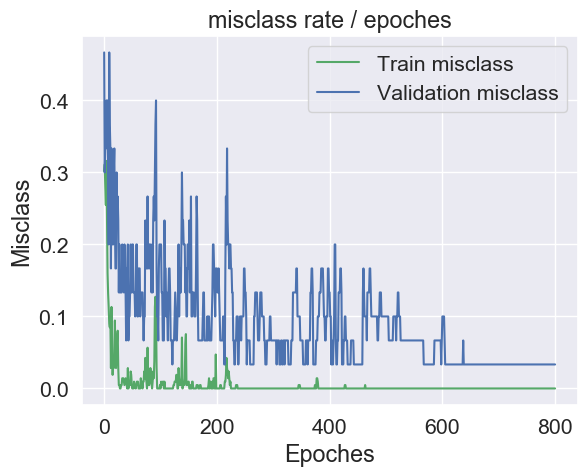 misclass rate / epoches
Train misclass
Validation misclass
Misclass
0.4
0.3
0.2
0.1
0.0
0
200
400
600
800
Epoches